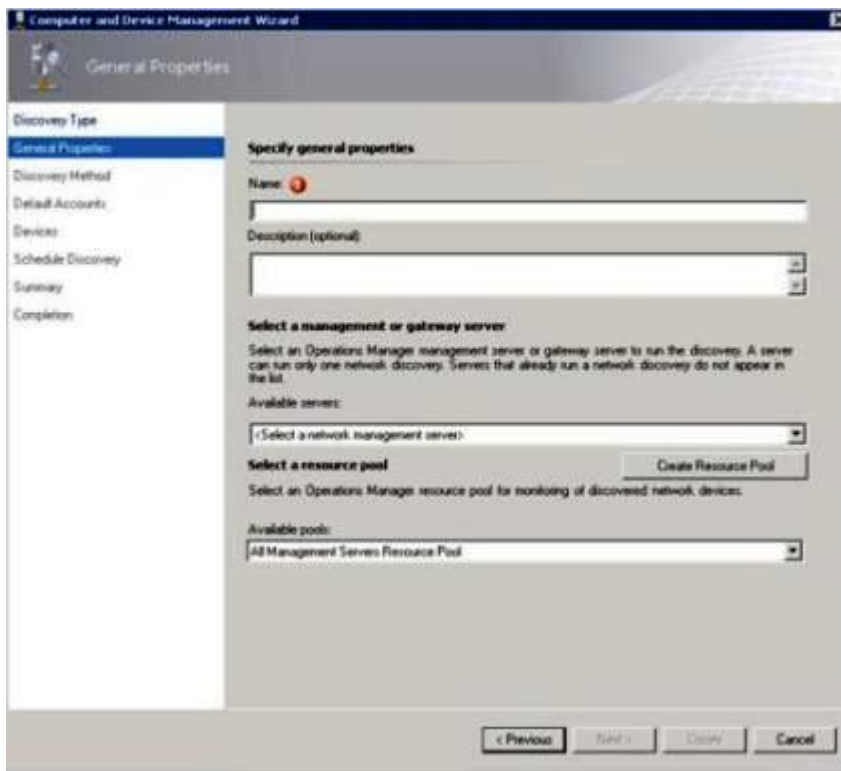 Computer and Device Management Wizard
General Properties
Discovery Type
General Properties
Discovery Method
Default Accounts
Devices
Schedule Discovery
Summary
Completion
Specify general properties
Name:
Description (optional):
Select a management or gateway server
Select an Operations Manager management server or gateway server to run the discovery. A server
can run only one network discovery. Servers that already run a network discovery do not appear in
the list.
Available servers:
<Select a network management server>
Select a resource pool
Create Resource Pool
Select an Operations Manager resource pool for monitoring of discovered network devices.
Available pools:
All Management Servers Resource Pool
< Previous
Next >
Create
Cancel